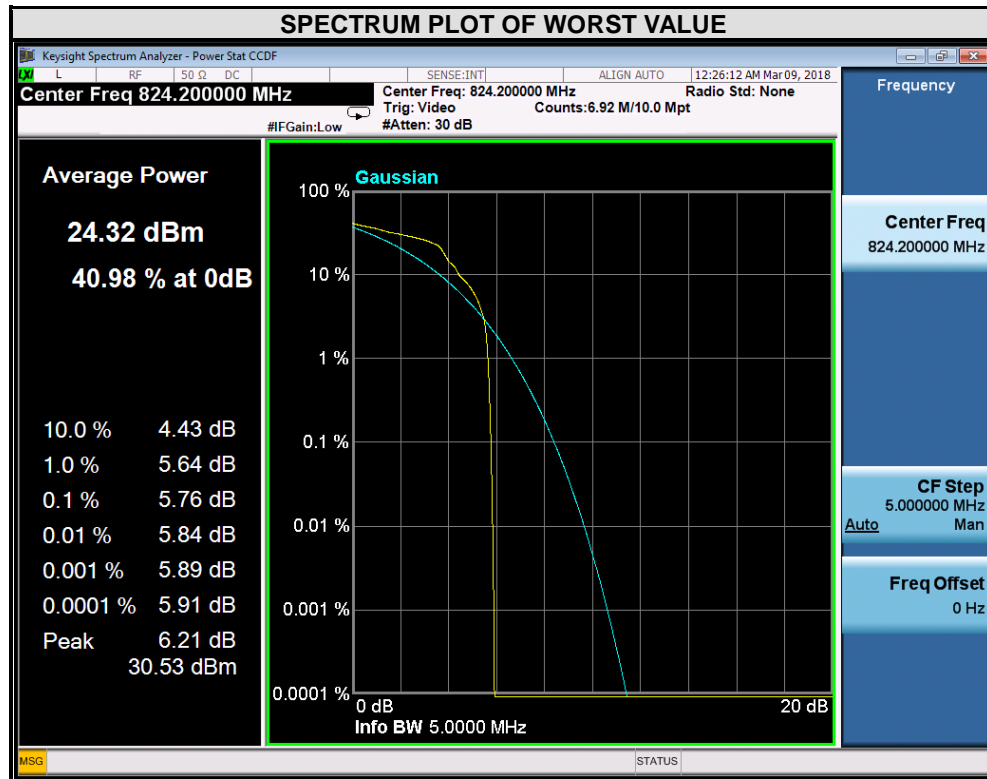 SPECTRUM PLOT OF WORST VALUE
Keysight Spectrum Analyzer - Power Stat CCDF
LXI L RF 50 Ω DC SENSE:INT ALIGN AUTO 12:26:12 AM Mar 09, 2018
Center Freq 824.200000 MHz
Center Freq: 824.200000 MHz Radio Std: None
Trig: Video Counts:6.92 M/10.0 Mpt
#IFGain:Low #Atten: 30 dB
Frequency
Average Power
24.32 dBm
40.98 % at 0dB
10.0 % 4.43 dB
1.0 % 5.64 dB
0.1 % 5.76 dB
0.01 % 5.84 dB
0.001 % 5.89 dB
0.0001 % 5.91 dB
Peak 6.21 dB
30.53 dBm
Gaussian
100 %
10 %
1 %
0.1 %
0.01 %
0.001 %
0.0001 %
0 dB 20 dB
Info BW 5.0000 MHz
Center Freq
824.200000 MHz
CF Step
5.000000 MHz
Auto Man
Freq Offset
0 Hz
MSG STATUS